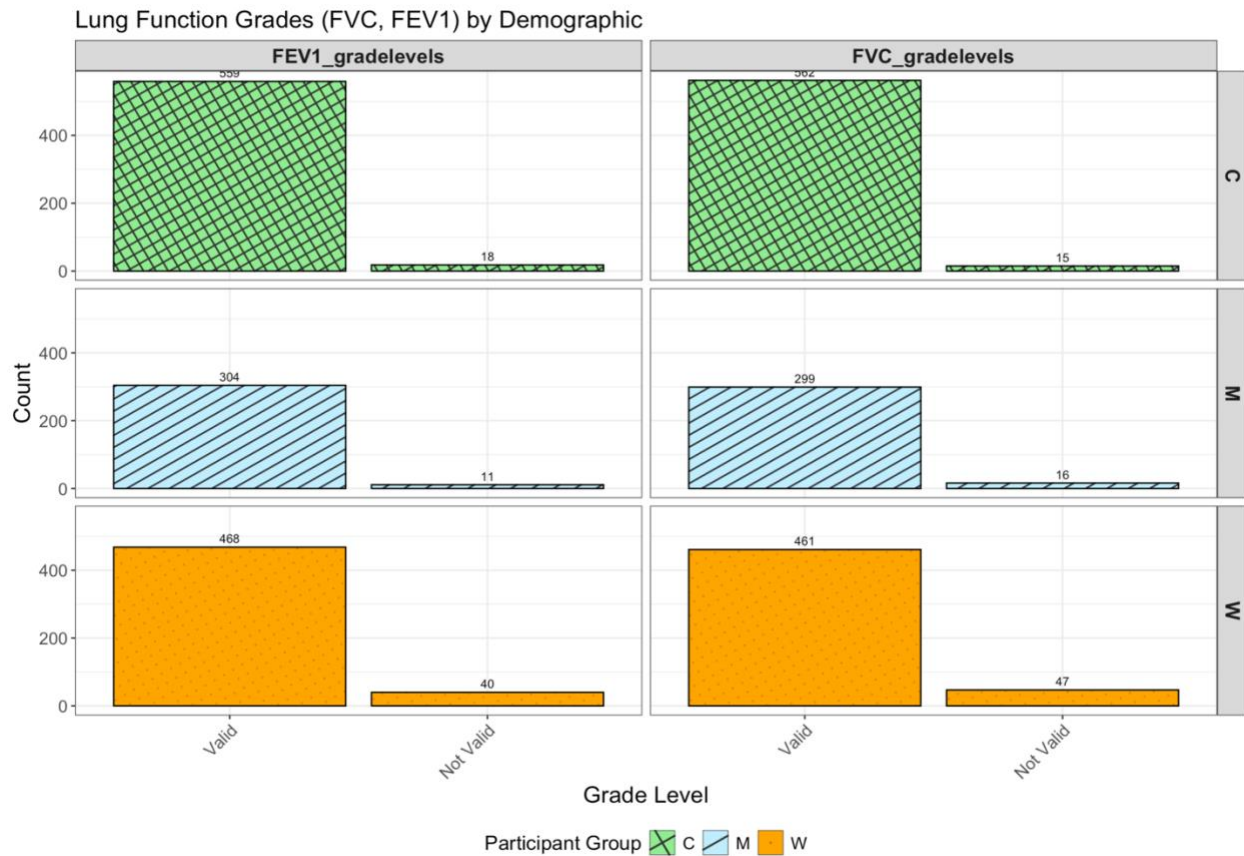 Lung Function Grades (FVC, FEV1) by Demographic
FEV1_gradelevels FVC_gradelevels
559 562
400
200
0
18 15
C
304 299
400
200
0
11 16
M
468 461
400
200
0
40 47
W
Count
Valid Not Valid Valid Not Valid
Grade Level
Participant Group C M W